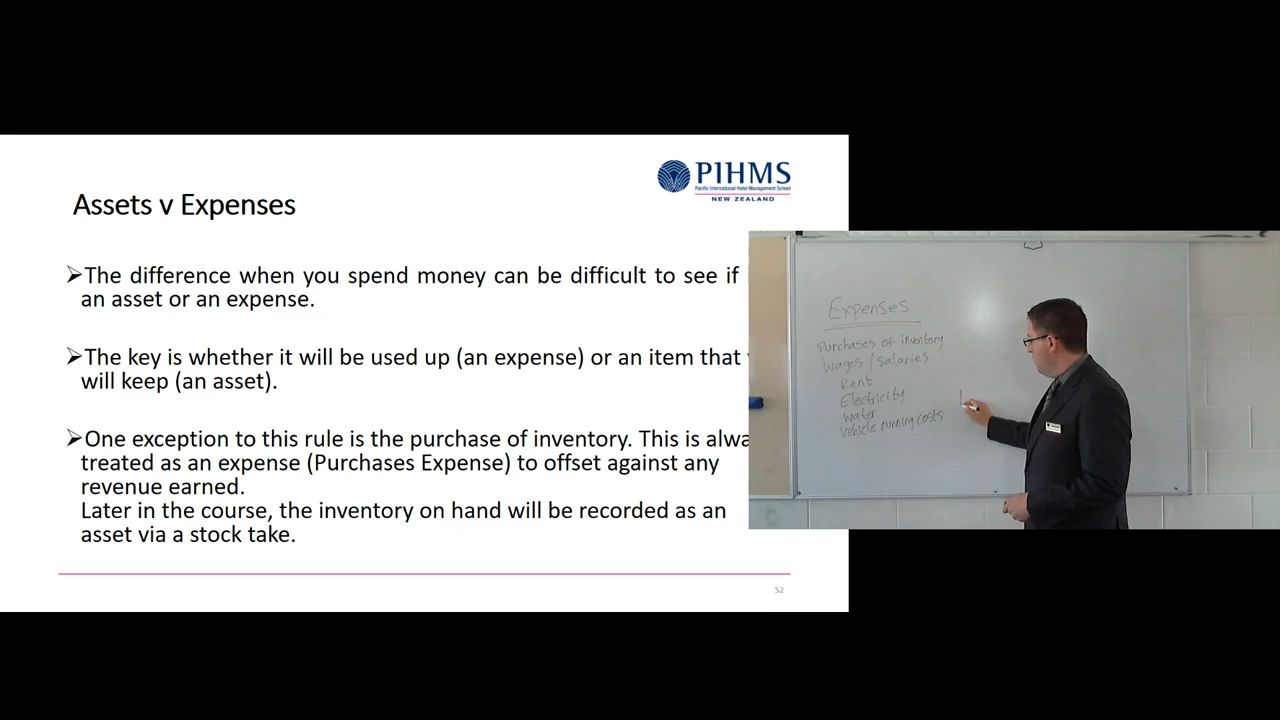 PIHMS
Pacific International Hotel Management School
NEW ZEALAND
Assets v Expenses
➢The difference when you spend money can be difficult to see if
an asset or an expense.
➢The key is whether it will be used up (an expense) or an item that
will keep (an asset).
➢One exception to this rule is the purchase of inventory. This is alwa
treated as an expense (Purchases Expense) to offset against any
revenue earned.
Later in the course, the inventory on hand will be recorded as an
asset via a stock take.
52
Expenses
Purchases of inventory
Wages / Salaries
Rent
Electricity
Water
Vehicle running costs